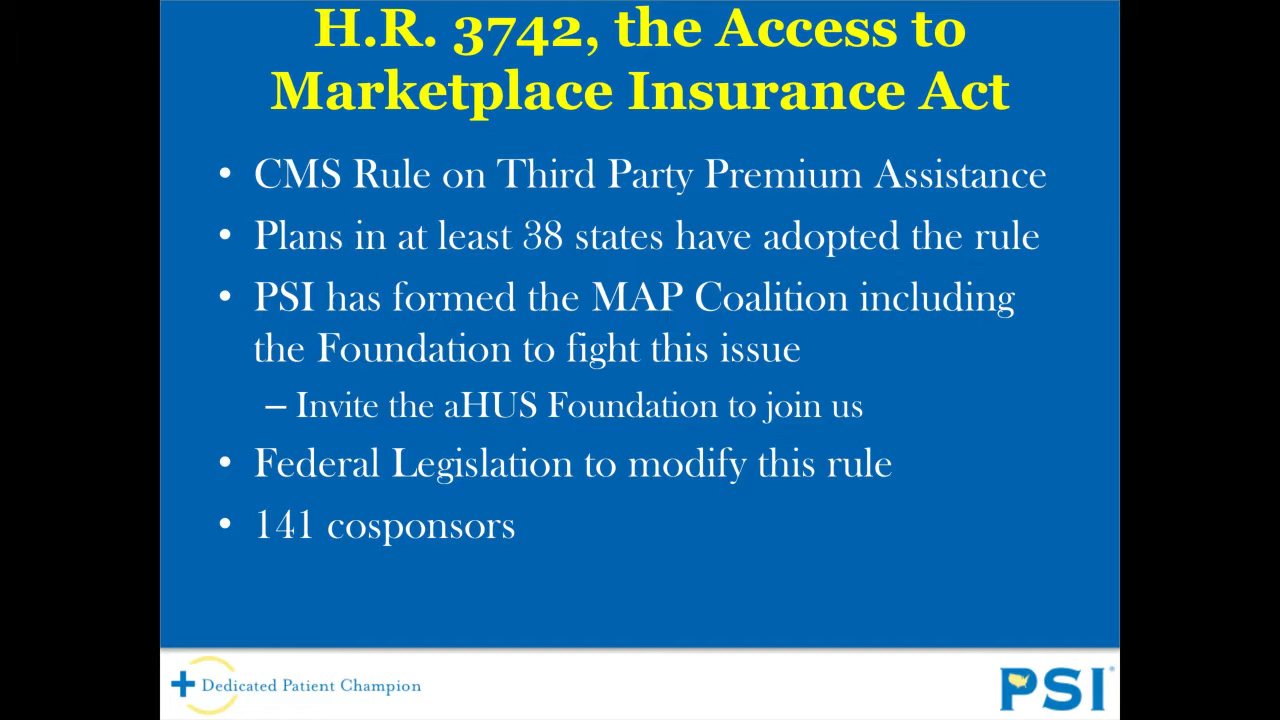 H.R. 3742, the Access to
Marketplace Insurance Act
• CMS Rule on Third Party Premium Assistance
• Plans in at least 38 states have adopted the rule
• PSI has formed the MAP Coalition including
the Foundation to fight this issue
– Invite the aHUS Foundation to join us
• Federal Legislation to modify this rule
• 141 cosponsors
Dedicated Patient Champion
PSI®